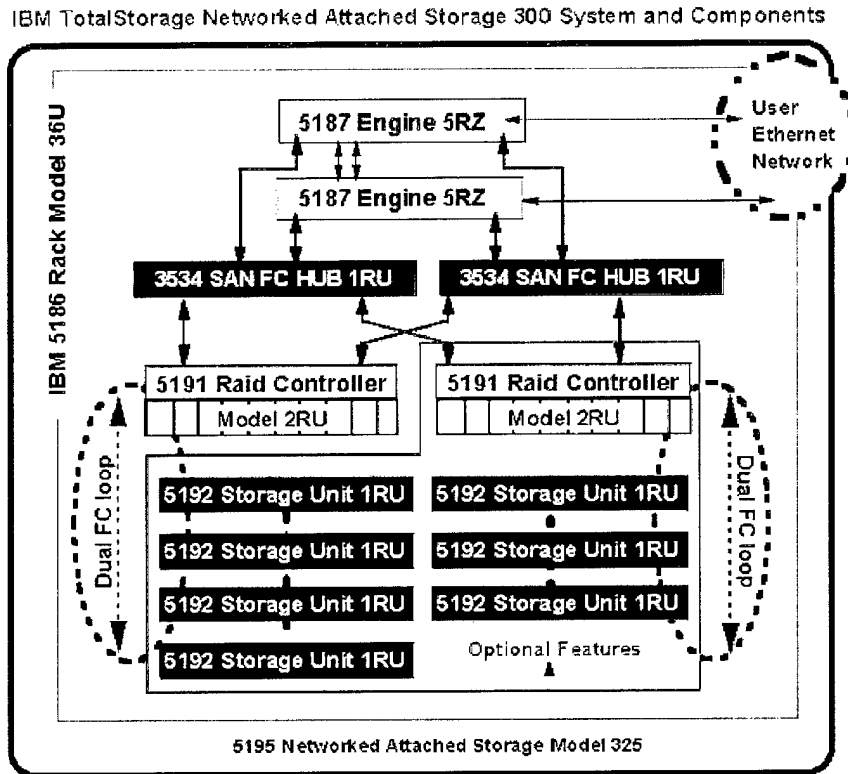 IBM TotalStorage Networked Attached Storage 300 System and Components
IBM 5186 Rack Model 36U
User
Ethernet
Network
5187 Engine 5RZ
5187 Engine 5RZ
3534 SAN FC HUB 1RU
3534 SAN FC HUB 1RU
5191 Raid Controller
5191 Raid Controller
Model 2RU
Model 2RU
Dual FC loop
Dual FC loop
5192 Storage Unit 1RU
5192 Storage Unit 1RU
5192 Storage Unit 1RU
5192 Storage Unit 1RU
5192 Storage Unit 1RU
5192 Storage Unit 1RU
5192 Storage Unit 1RU
Optional Features
5195 Networked Attached Storage Model 325